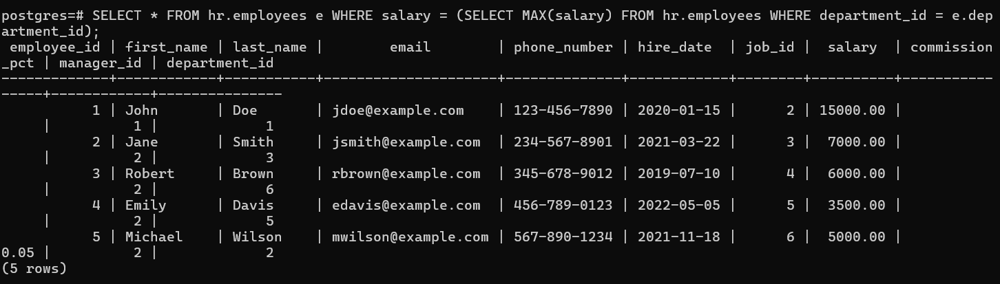 postgres=# SELECT * FROM hr.employees e WHERE salary = (SELECT MAX(salary) FROM hr.employees WHERE department_id = e.dep
artment_id);
 employee_id | first_name | last_name |        email        | phone_number | hire_date  | job_id |  salary  | commission
_pct | manager_id | department_id
-------------+------------+-----------+---------------------+--------------+------------+--------+----------+-----------
-----+------------+---------------
           1 | John       | Doe       | jdoe@example.com    | 123-456-7890 | 2020-01-15 |      2 | 15000.00 |
     |          1 |             1
           2 | Jane       | Smith     | jsmith@example.com  | 234-567-8901 | 2021-03-22 |      3 |  7000.00 |
     |          2 |             3
           3 | Robert     | Brown     | rbrown@example.com  | 345-678-9012 | 2019-07-10 |      4 |  6000.00 |
     |          2 |             6
           4 | Emily      | Davis     | edavis@example.com  | 456-789-0123 | 2022-05-05 |      5 |  3500.00 |
     |          2 |             5
           5 | Michael    | Wilson    | mwilson@example.com | 567-890-1234 | 2021-11-18 |      6 |  5000.00 |
0.05 |          2 |             2
(5 rows)